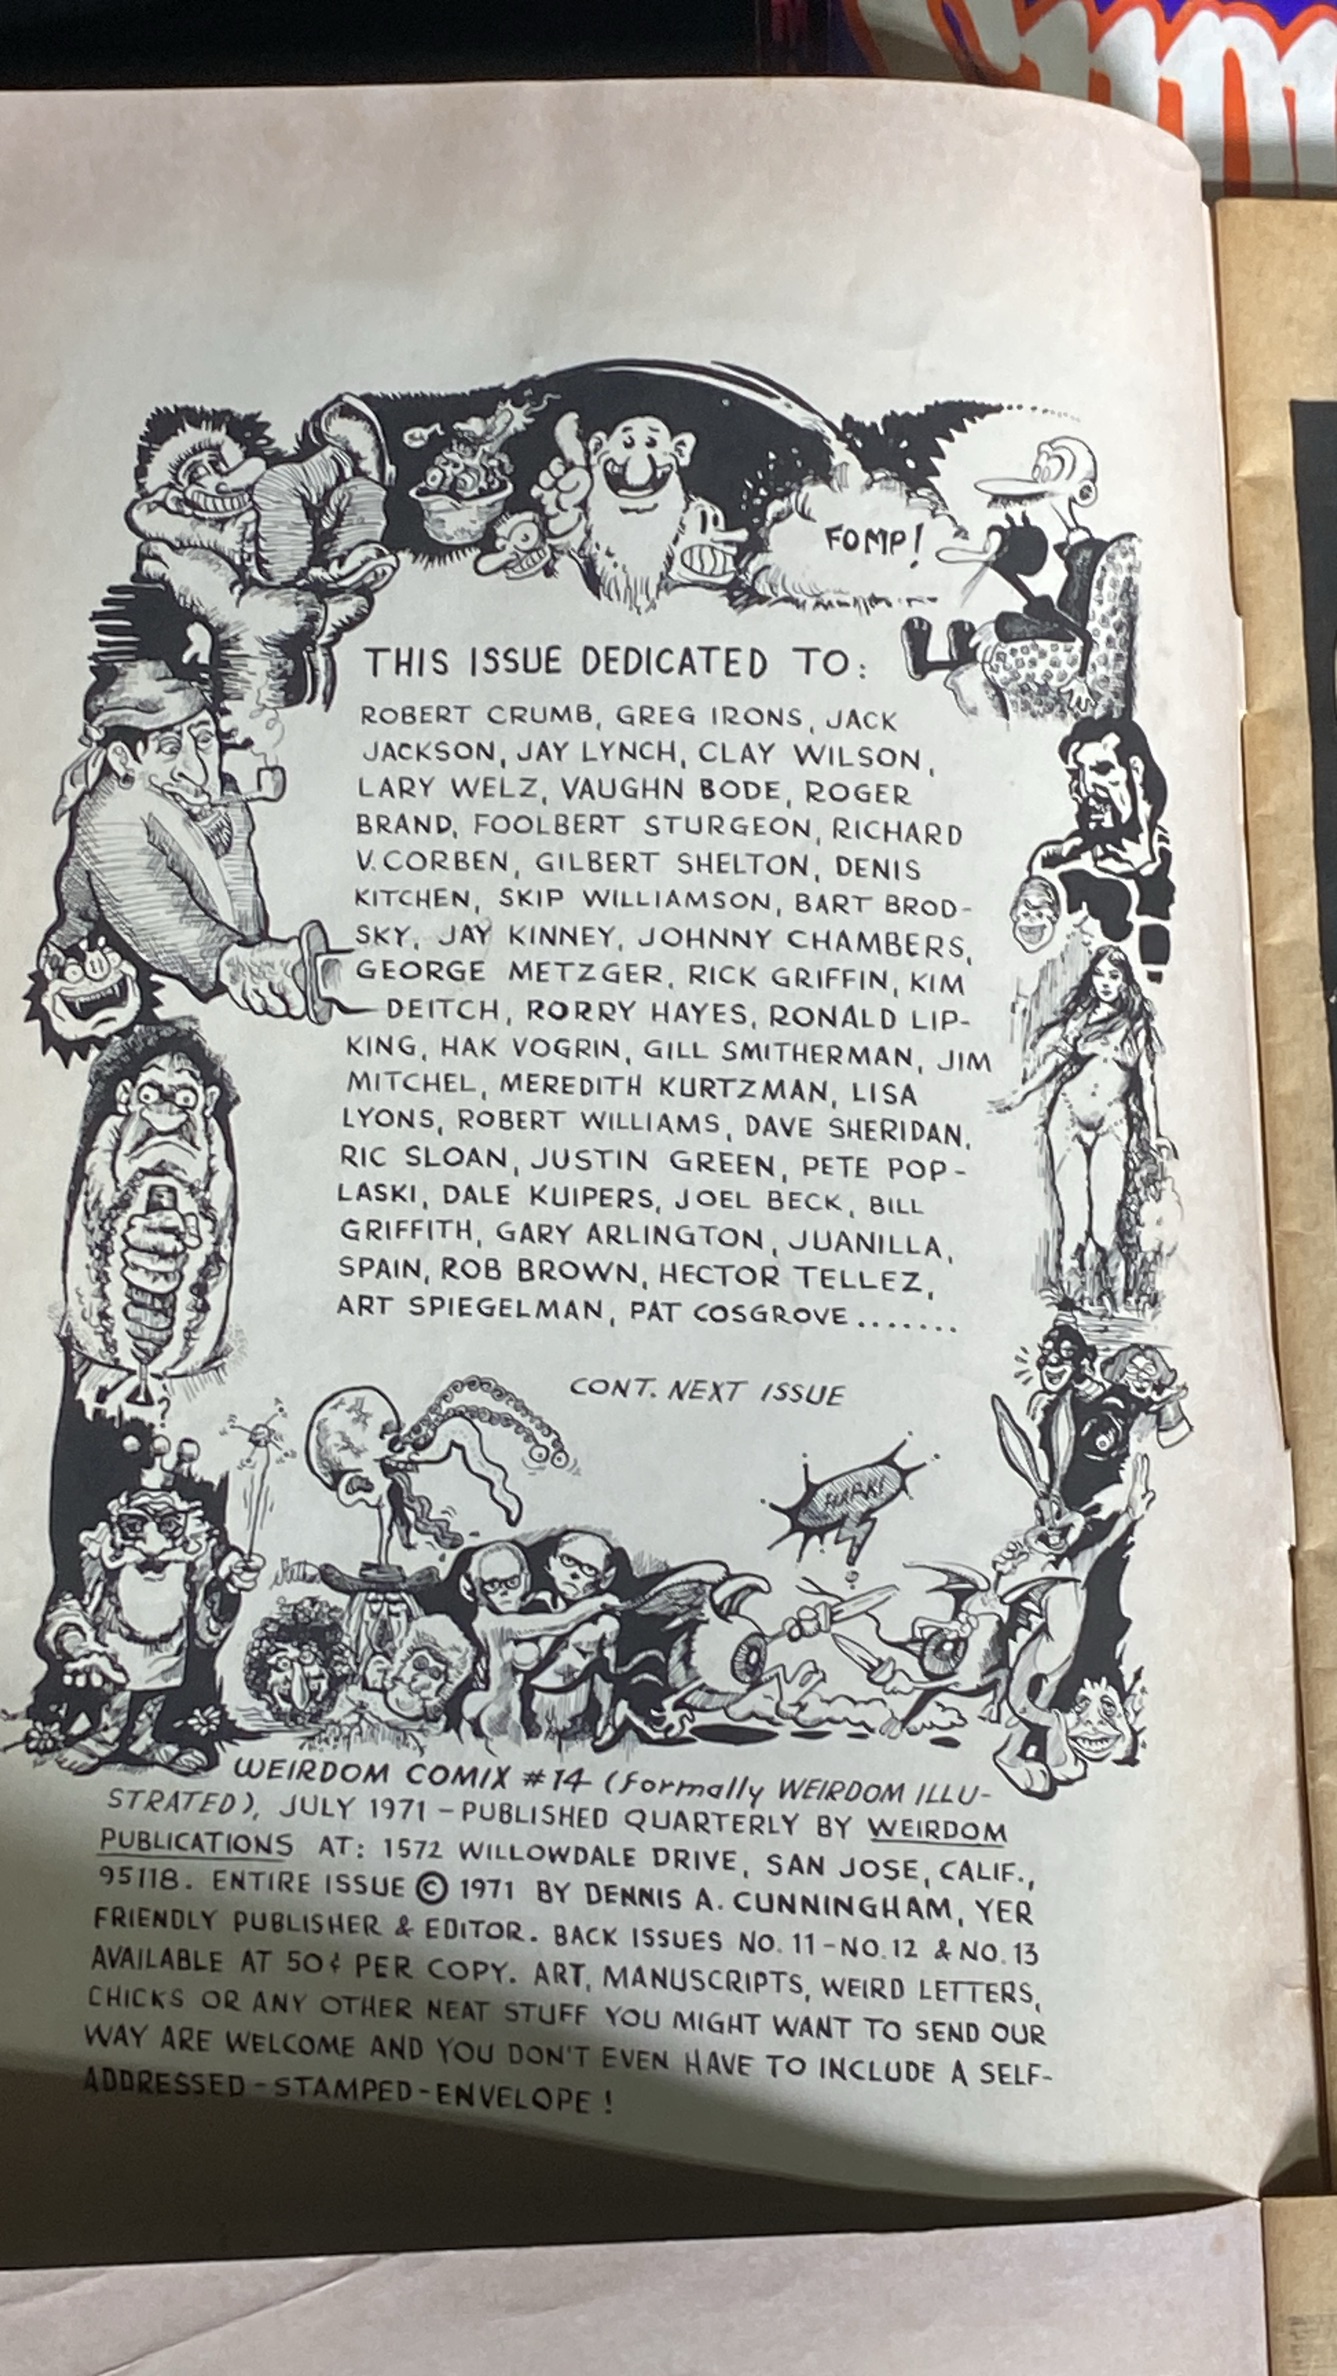 FOMP!
THIS ISSUE DEDICATED TO:
ROBERT CRUMB, GREG IRONS, JACK
JACKSON, JAY LYNCH, CLAY WILSON,
LARY WELZ, VAUGHN BODE, ROGER
BRAND, FOOLBERT STURGEON, RICHARD
V. CORBEN, GILBERT SHELTON, DENIS
KITCHEN, SKIP WILLIAMSON, BART BROD-
SKY, JAY KINNEY, JOHNNY CHAMBERS,
GEORGE METZGER, RICK GRIFFIN, KIM
DEITCH, RORRY HAYES, RONALD LIP-
KING, HAK VOGRIN, GILL SMITHERMAN, JIM
MITCHEL, MEREDITH KURTZMAN, LISA
LYONS, ROBERT WILLIAMS, DAVE SHERIDAN,
RIC SLOAN, JUSTIN GREEN, PETE POP-
LASKI, DALE KUIPERS, JOEL BECK, BILL
GRIFFITH, GARY ARLINGTON, JUANILLA,
SPAIN, ROB BROWN, HECTOR TELLEZ,
ART SPIEGELMAN, PAT COSGROVE.......
CONT. NEXT ISSUE
?
WEIRDOM COMIX #14 (formally WEIRDOM ILLU-
STRATED), JULY 1971 - PUBLISHED QUARTERLY BY WEIRDOM
PUBLICATIONS AT: 1572 WILLOWDALE DRIVE, SAN JOSE, CALIF.,
95118. ENTIRE ISSUE © 1971 BY DENNIS A. CUNNINGHAM, YER
FRIENDLY PUBLISHER & EDITOR. BACK ISSUES NO. 11 - NO. 12 & NO. 13
AVAILABLE AT 50¢ PER COPY. ART, MANUSCRIPTS, WEIRD LETTERS,
CHICKS OR ANY OTHER NEAT STUFF YOU MIGHT WANT TO SEND OUR
WAY ARE WELCOME AND YOU DON'T EVEN HAVE TO INCLUDE A SELF-
ADDRESSED-STAMPED-ENVELOPE!